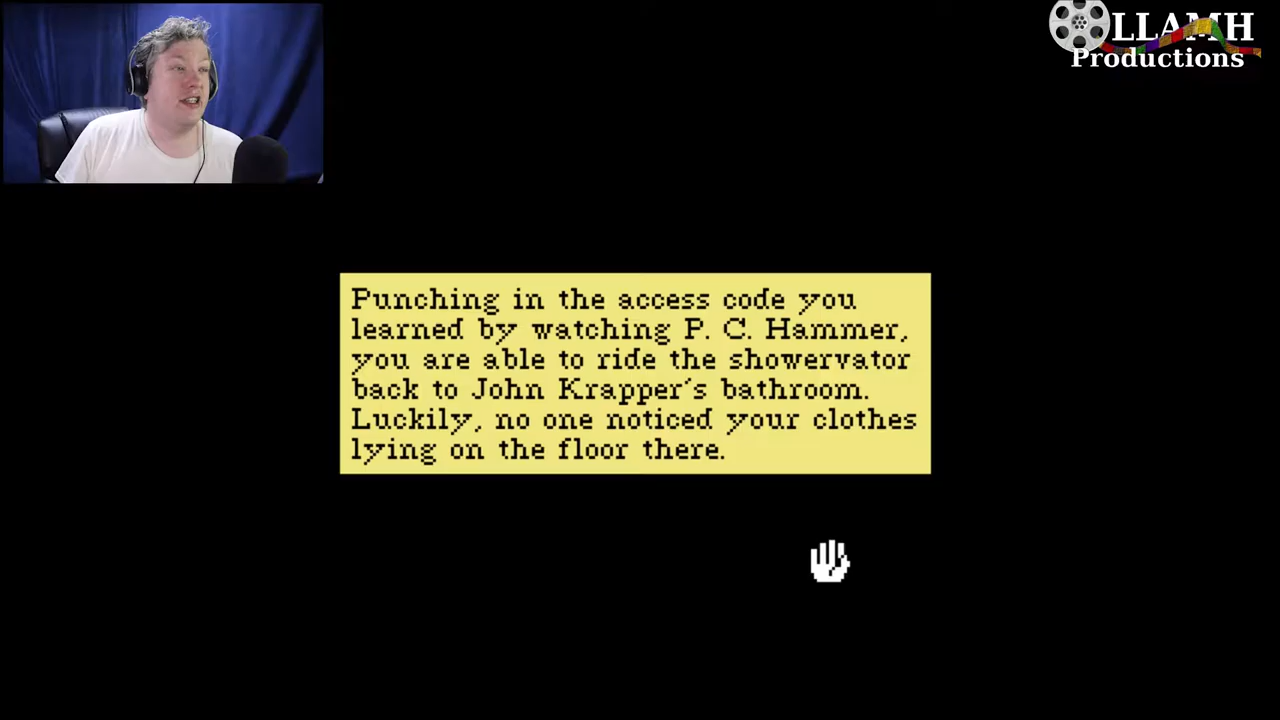 LLAMH
Productions
Punching in the access code you
learned by watching P. C. Hammer,
you are able to ride the showervator
back to John Krapper's bathroom.
Luckily, no one noticed your clothes
lying on the floor there.